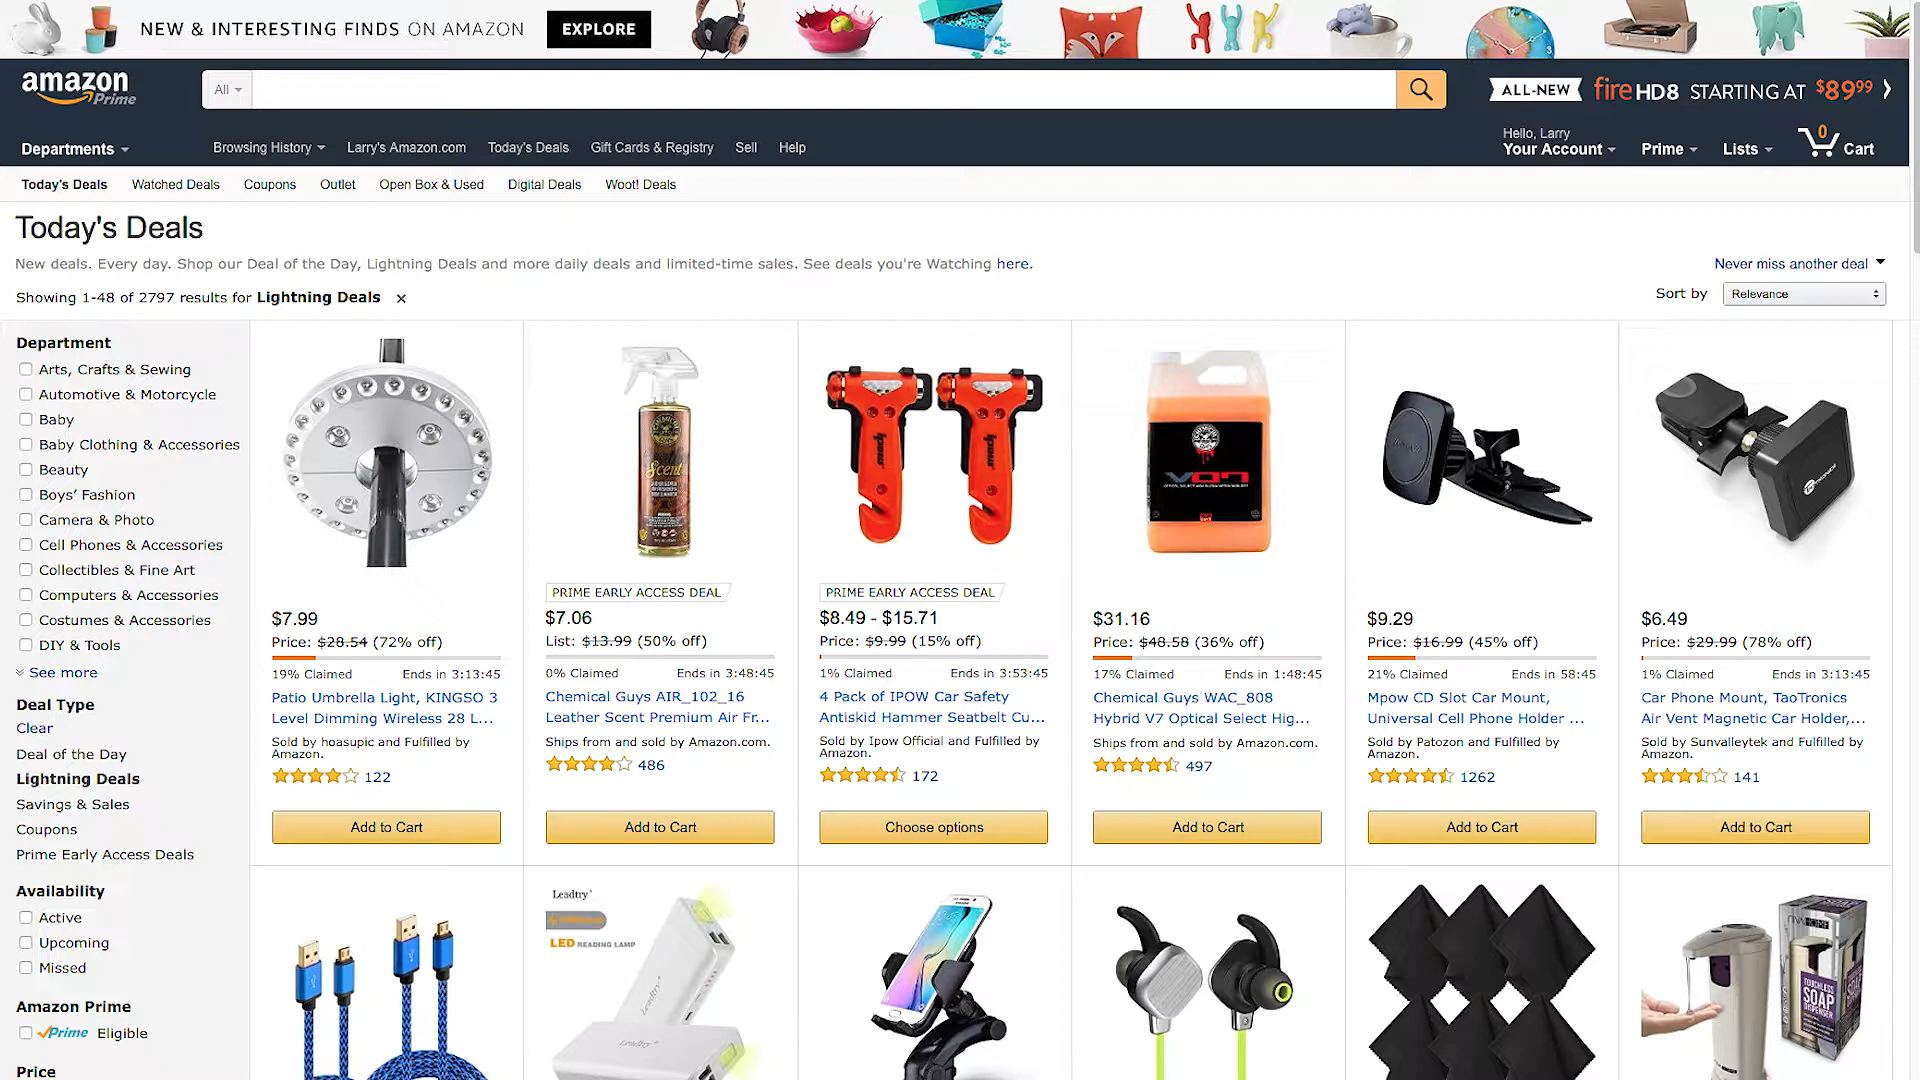 NEW & INTERESTING FINDS ON AMAZON
EXPLORE
amazon
Prime
All
ALL-NEW fire HD8 STARTING AT $89.99
Departments
Browsing History
Larry's Amazon.com
Today's Deals
Gift Cards & Registry
Sell
Help
Hello, Larry
Your Account
Prime
Lists
0
Cart
Today's Deals
Watched Deals
Coupons
Outlet
Open Box & Used
Digital Deals
Woot! Deals
Today's Deals
New deals. Every day. Shop our Deal of the Day, Lightning Deals and more daily deals and limited-time sales. See deals you're Watching here.
Never miss another deal
Showing 1-48 of 2797 results for Lightning Deals
Sort by Relevance
Department
Arts, Crafts & Sewing
Automotive & Motorcycle
Baby
Baby Clothing & Accessories
Beauty
Boys’ Fashion
Camera & Photo
Cell Phones & Accessories
Collectibles & Fine Art
Computers & Accessories
Costumes & Accessories
DIY & Tools
See more
Deal Type
Clear
Deal of the Day
Lightning Deals
Savings & Sales
Coupons
Prime Early Access Deals
Availability
Active
Upcoming
Missed
Amazon Prime
Prime Eligible
Price
$7.99
Price: $28.54 (72% off)
19% Claimed Ends in 3:13:45
Patio Umbrella Light, KINGSO 3
Level Dimming Wireless 28 L...
Sold by hoasupic and Fulfilled by
Amazon.
122
Add to Cart
Scent
PRIME EARLY ACCESS DEAL
$7.06
List: $13.99 (50% off)
0% Claimed Ends in 3:48:45
Chemical Guys AIR_102_16
Leather Scent Premium Air Fr...
Ships from and sold by Amazon.com.
486
Add to Cart
Ipow
Ipow
PRIME EARLY ACCESS DEAL
$8.49 - $15.71
Price: $9.99 (15% off)
1% Claimed Ends in 3:53:45
4 Pack of IPOW Car Safety
Antiskid Hammer Seatbelt Cu...
Sold by Ipow Official and Fulfilled by
Amazon.
172
Choose options
V07
$31.16
Price: $48.58 (36% off)
17% Claimed Ends in 1:48:45
Chemical Guys WAC_808
Hybrid V7 Optical Select Hig...
Ships from and sold by Amazon.com.
497
Add to Cart
$9.29
Price: $16.99 (45% off)
21% Claimed Ends in 58:45
Mpow CD Slot Car Mount,
Universal Cell Phone Holder ...
Sold by Patozon and Fulfilled by
Amazon.
1262
Add to Cart
$6.49
Price: $29.99 (78% off)
1% Claimed Ends in 3:13:45
Car Phone Mount, TaoTronics
Air Vent Magnetic Car Holder,...
Sold by Sunvalleytek and Fulfilled by
Amazon.
141
Add to Cart
Leadtry
LED READING LAMP
Leadtry
Leadtry
TOUCHLESS
SOAP
DISPENSER